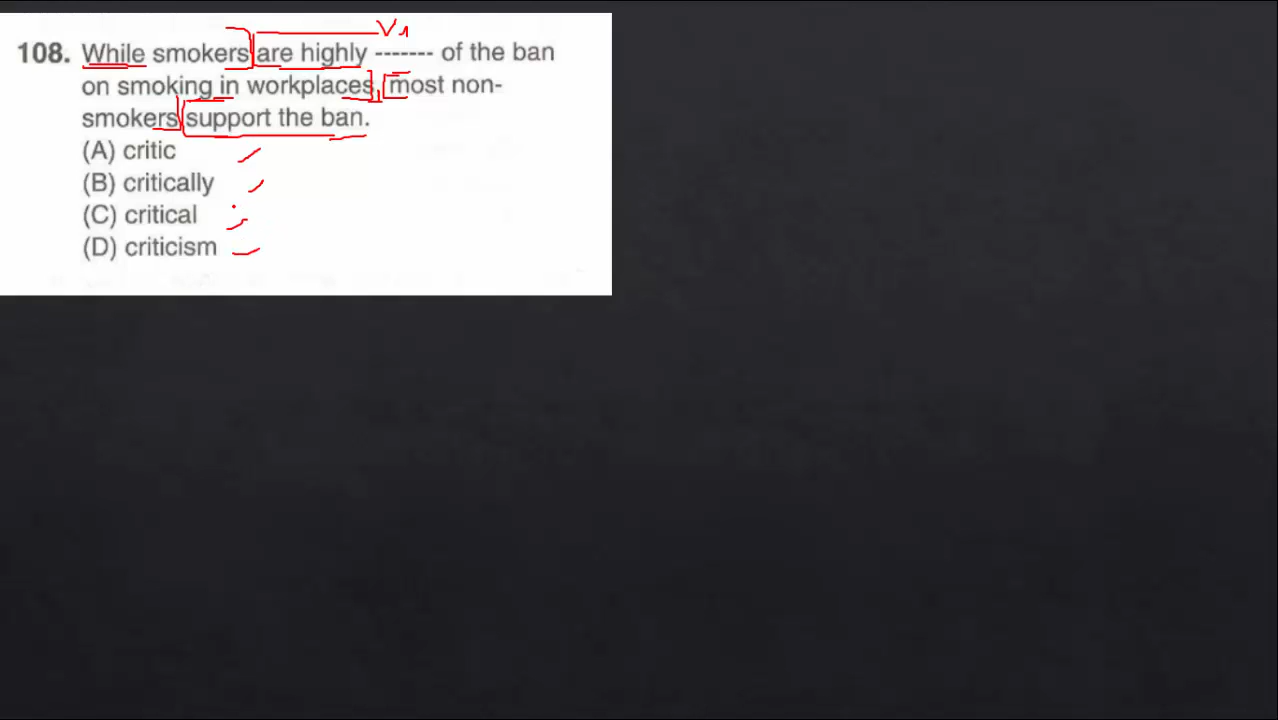 V1
108. While smokers are highly ------- of the ban
on smoking in workplaces, most non-
smokers support the ban.
(A) critic
(B) critically
(C) critical
(D) criticism